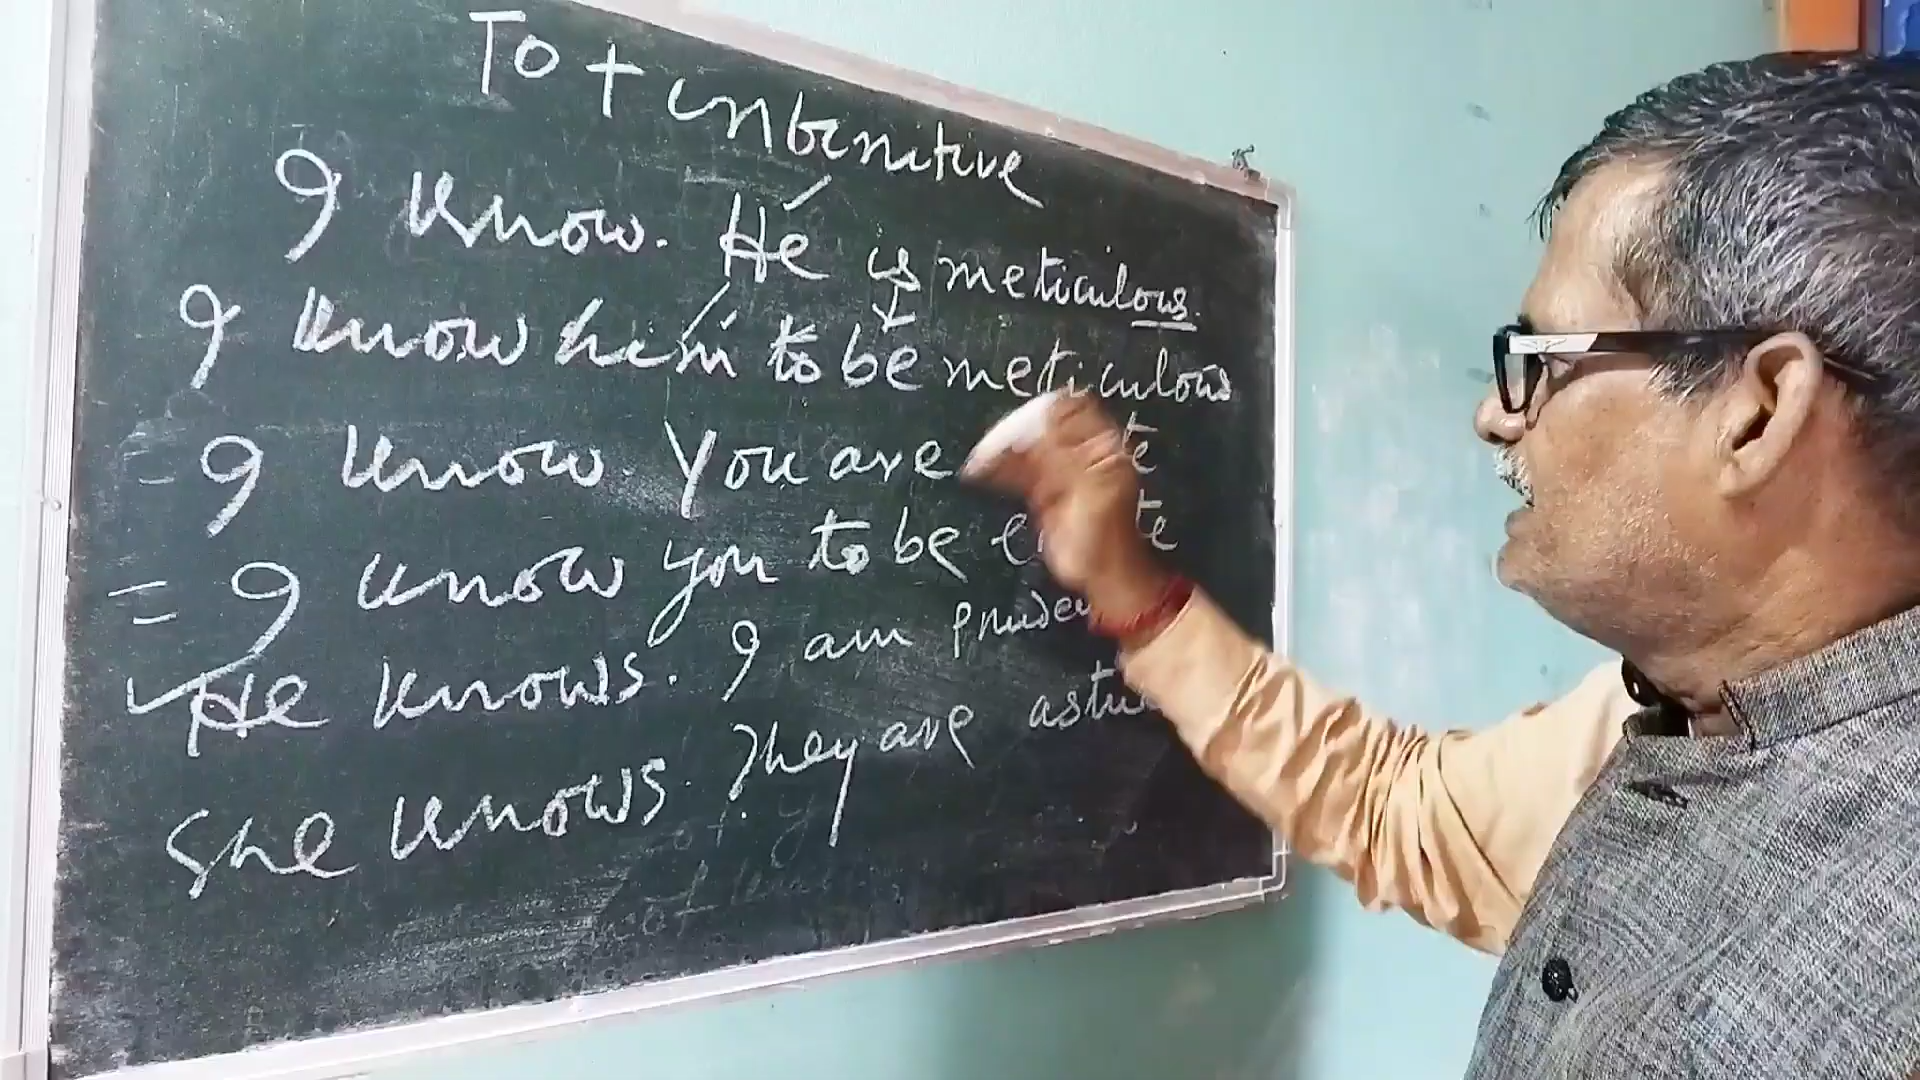 To + infinitive
I know. He is meticulous.
I know him to be meticulous
= I know You are
= I know you to be
He knows. I am
She knows. They are